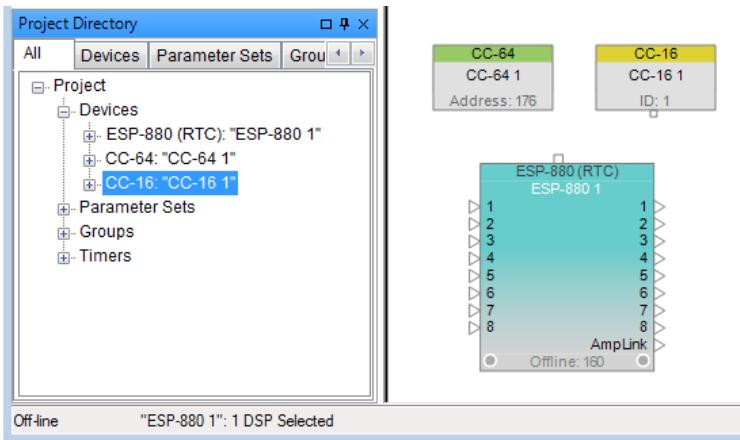 Project Directory
All
Devices
Parameter Sets
Grou
Project
Devices
ESP-880 (RTC): "ESP-880 1"
CC-64: "CC-64 1"
CC-16: "CC-16 1"
Parameter Sets
Groups
Timers
CC-64
CC-64 1
Address: 176
CC-16
CC-16 1
ID: 1
ESP-880 (RTC)
ESP-880 1
1 1
2 2
3 3
4 4
5 5
6 6
7 7
8 8
AmpLink
Offline: 160
Off-line "ESP-880 1": 1 DSP Selected